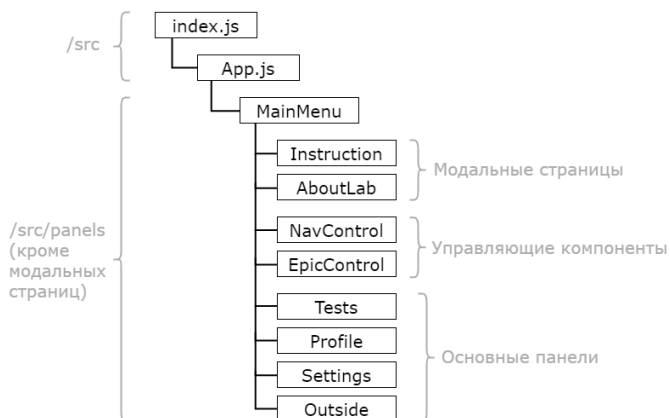 index.js
/src
App.js
MainMenu
Instruction
Модальные страницы
AboutLab
/src/panels
(кроме
модальных
страниц)
NavControl
Управляющие компоненты
EpicControl
Tests
Profile
Основные панели
Settings
Outside